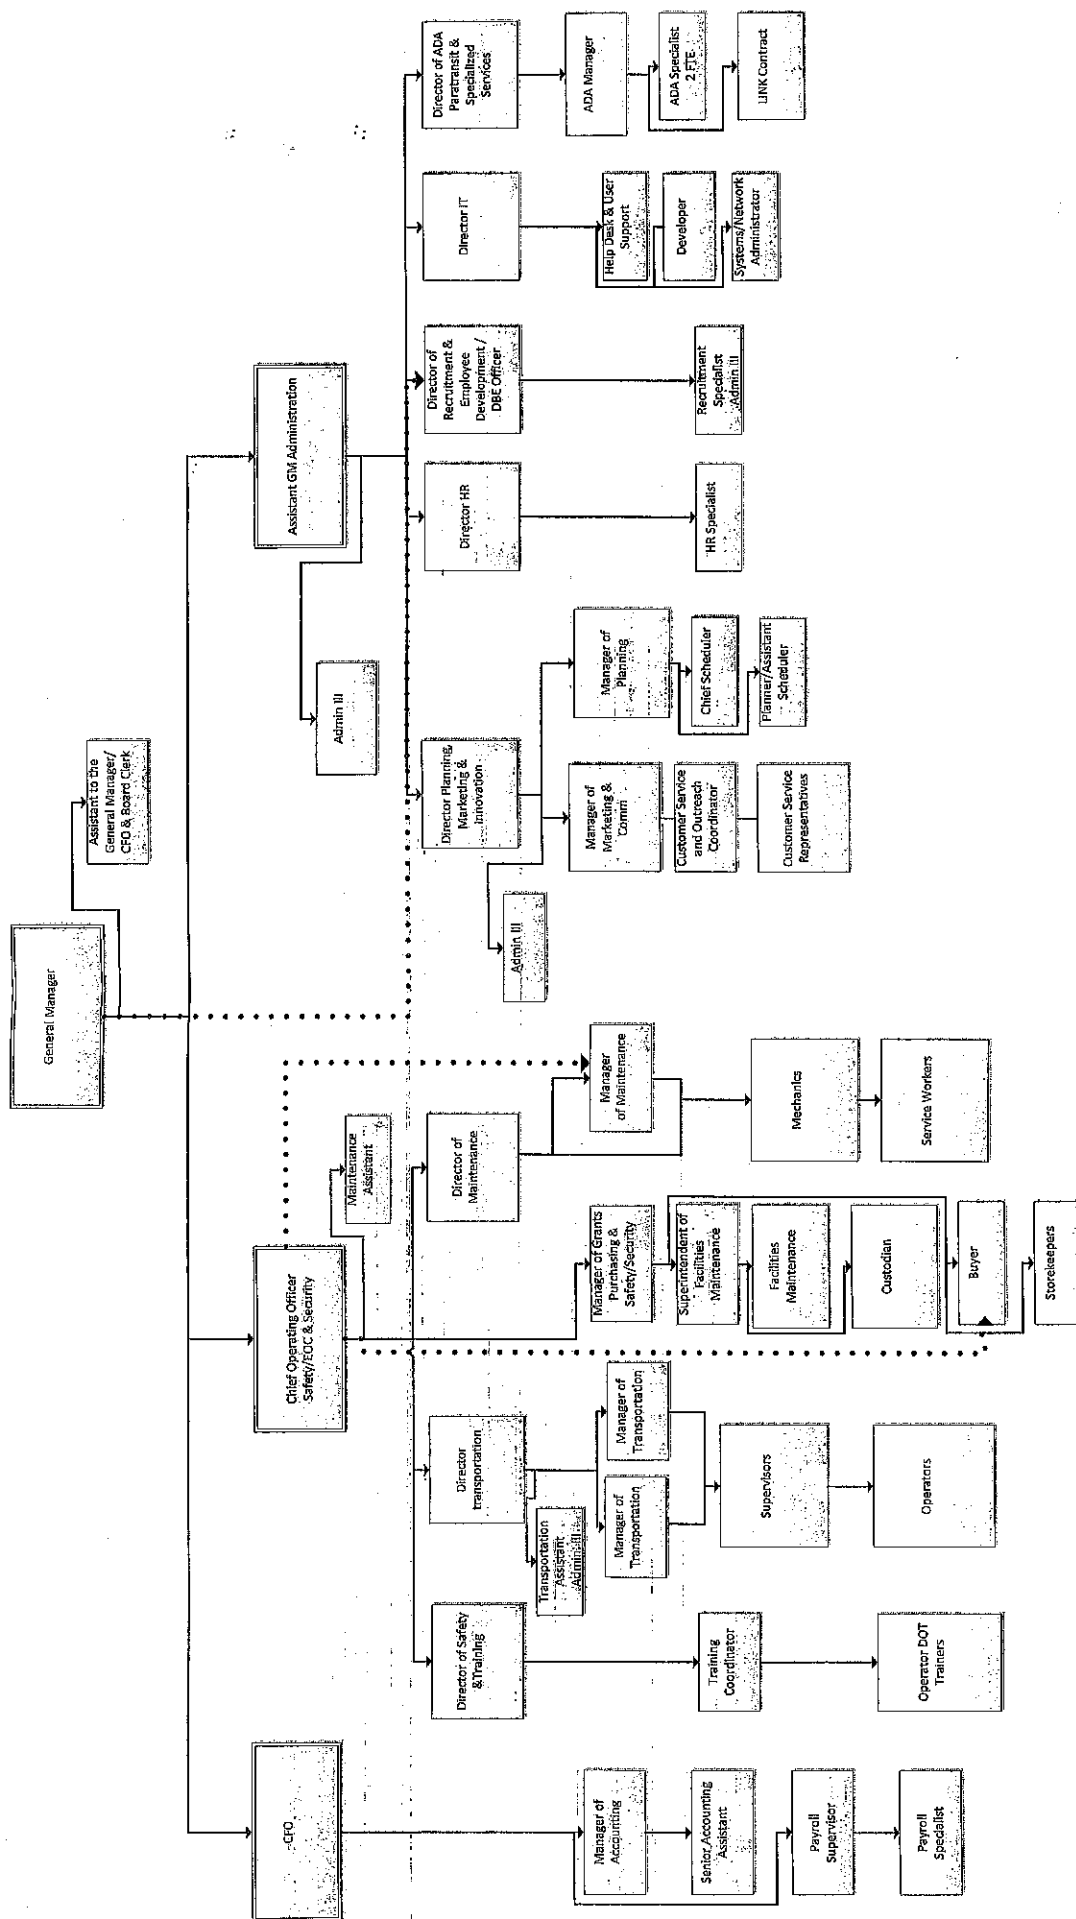 General Manager
Assistant to the
General Manager/
CFO & Board Clerk
CFO
Chief Operating Officer
Safety/EOC & Security
Assistant GM Administration
Maintenance
Assistant
Admin III
Director of Safety
&Training
Director
transportation
Director of
Maintenance
Director Planning,
Marketing &
Innovation
Director HR
Director of
Recruitment &
Employee
Development /
DBE Officer
Director IT
Director of ADA
Paratransit &
Specialized
Services
Admin III
Transportation
Assistant
Admin III
Manager of
Accounting
Manager of
Transportation
Manager of
Transportation
Manager of Grants
Purchasing &
Safety/Security
Manager
of Maintenance
Manager of
Marketing &
Comm
Manager of
Planning
Help Desk & User
Support
ADA Manager
Senior Accounting
Assistant
Training
Coordinator
Supervisors
Superintendent of
Facilities
Maintenance
Mechanics
Customer Service
and Outreach
Coordinator
Chief Scheduler
HR Specialist
Recruitment
Specialist
Admin III
Developer
ADA Specialist
2 FTE
Payroll
Supervisor
Facilities
Maintenance
Customer Service
Representatives
Planner/Assistant
Scheduler
Systems/Network
Administrator
LINK Contract
Payroll
Specialist
Operator DOT
Trainers
Operators
Custodian
Service Workers
Buyer
Storekeepers